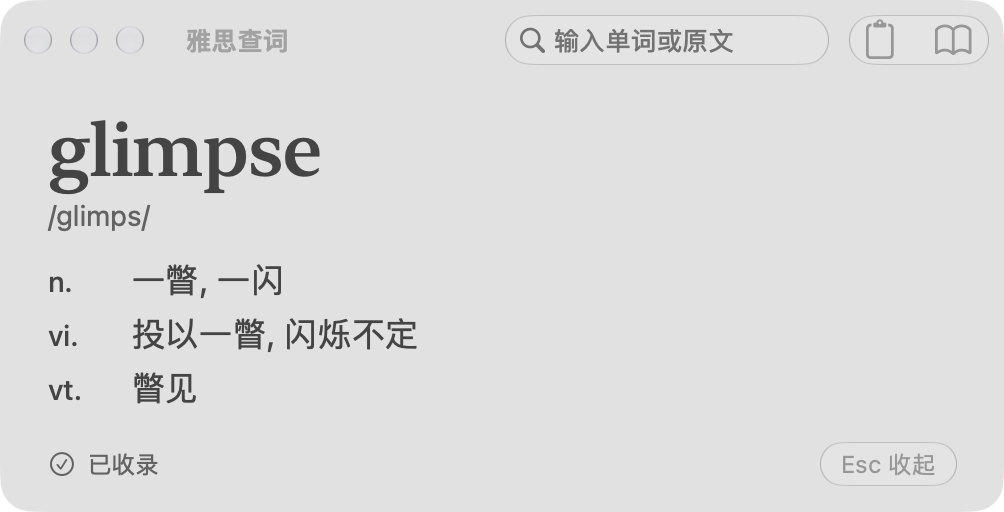 雅思查词
输入单词或原文
glimpse
/glimps/
n. 一瞥, 一闪
vi. 投以一瞥, 闪烁不定
vt. 瞥见
已收录
Esc 收起